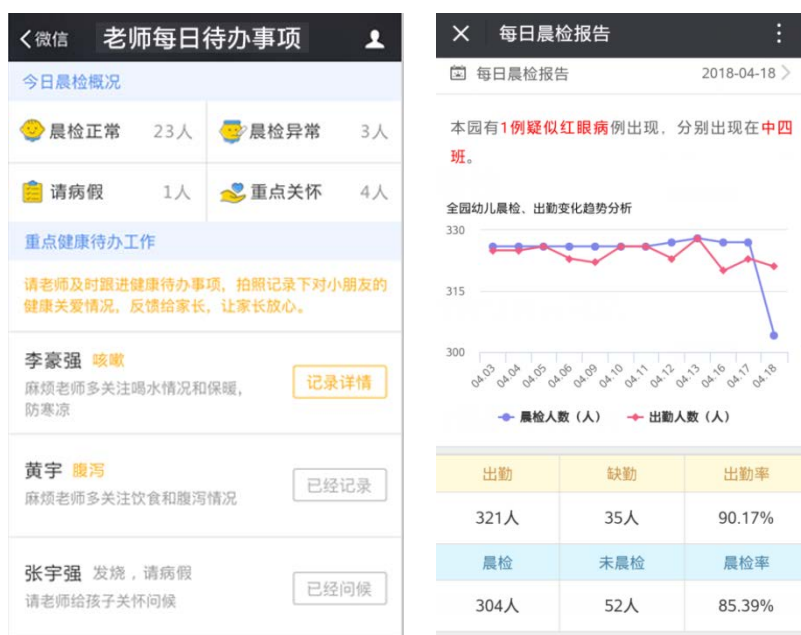 微信 老师每日待办事项
今日晨检概况
晨检正常 23人 晨检异常 3人
请病假 1人 重点关怀 4人
重点健康待办工作
请老师及时跟进健康待办事项，拍照记录下对小朋友的
健康关爱情况，反馈给家长，让家长放心。
李豪强 咳嗽
麻烦老师多关注喝水情况和保暖，
防寒凉
记录详情
黄宇 腹泻
麻烦老师多关注饮食和腹泻情况
已经记录
张宇强 发烧，请病假
请老师给孩子关怀问候
已经问候
每日晨检报告
每日晨检报告 2018-04-18
本园有1例疑似红眼病例出现，分别出现在中四
班。
全园幼儿晨检、出勤变化趋势分析
330
315
300
04.03 04.04 04.05 04.06 04.09 04.10 04.11 04.12 04.13 04.16 04.17 04.18
晨检人数（人） 出勤人数（人）
出勤 缺勤 出勤率
321人 35人 90.17%
晨检 未晨检 晨检率
304人 52人 85.39%